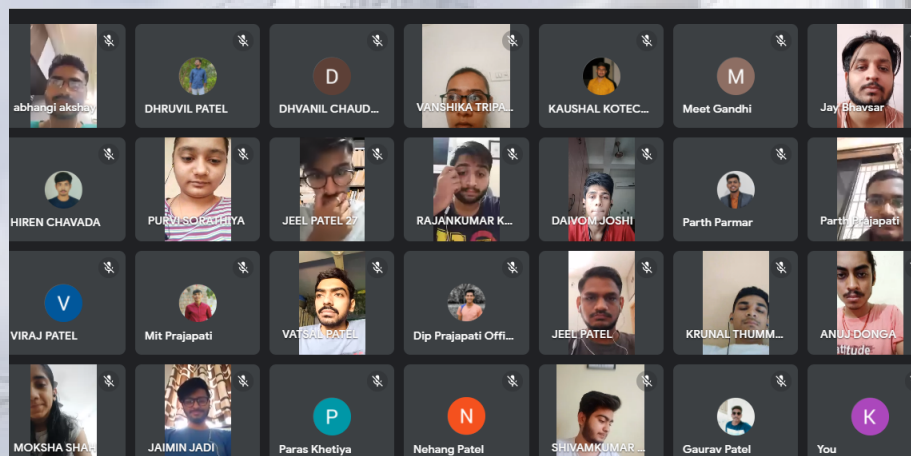 abhangi akshay
DHRUVIL PATEL
D
DHVANIL CHAUD...
VANSHIKA TRIPA...
KAUSHAL KOTEC...
M
Meet Gandhi
Jay Bhavsar
HIREN CHAVADA
PURVI SORATHIYA
JEEL PATEL 27
RAJANKUMAR K...
DAIVOM JOSHI
Parth Parmar
Parth Prajapati
V
VIRAJ PATEL
Mit Prajapati
VATSAL PATEL
Dip Prajapati Offi...
JEEL PATEL
KRUNAL THUMM...
ANUJ DONGA
MOKSHA SHAH
JAIMIN JADI
P
Paras Khetiya
N
Nehang Patel
SHIVAMKUMAR ...
Gaurav Patel
K
You